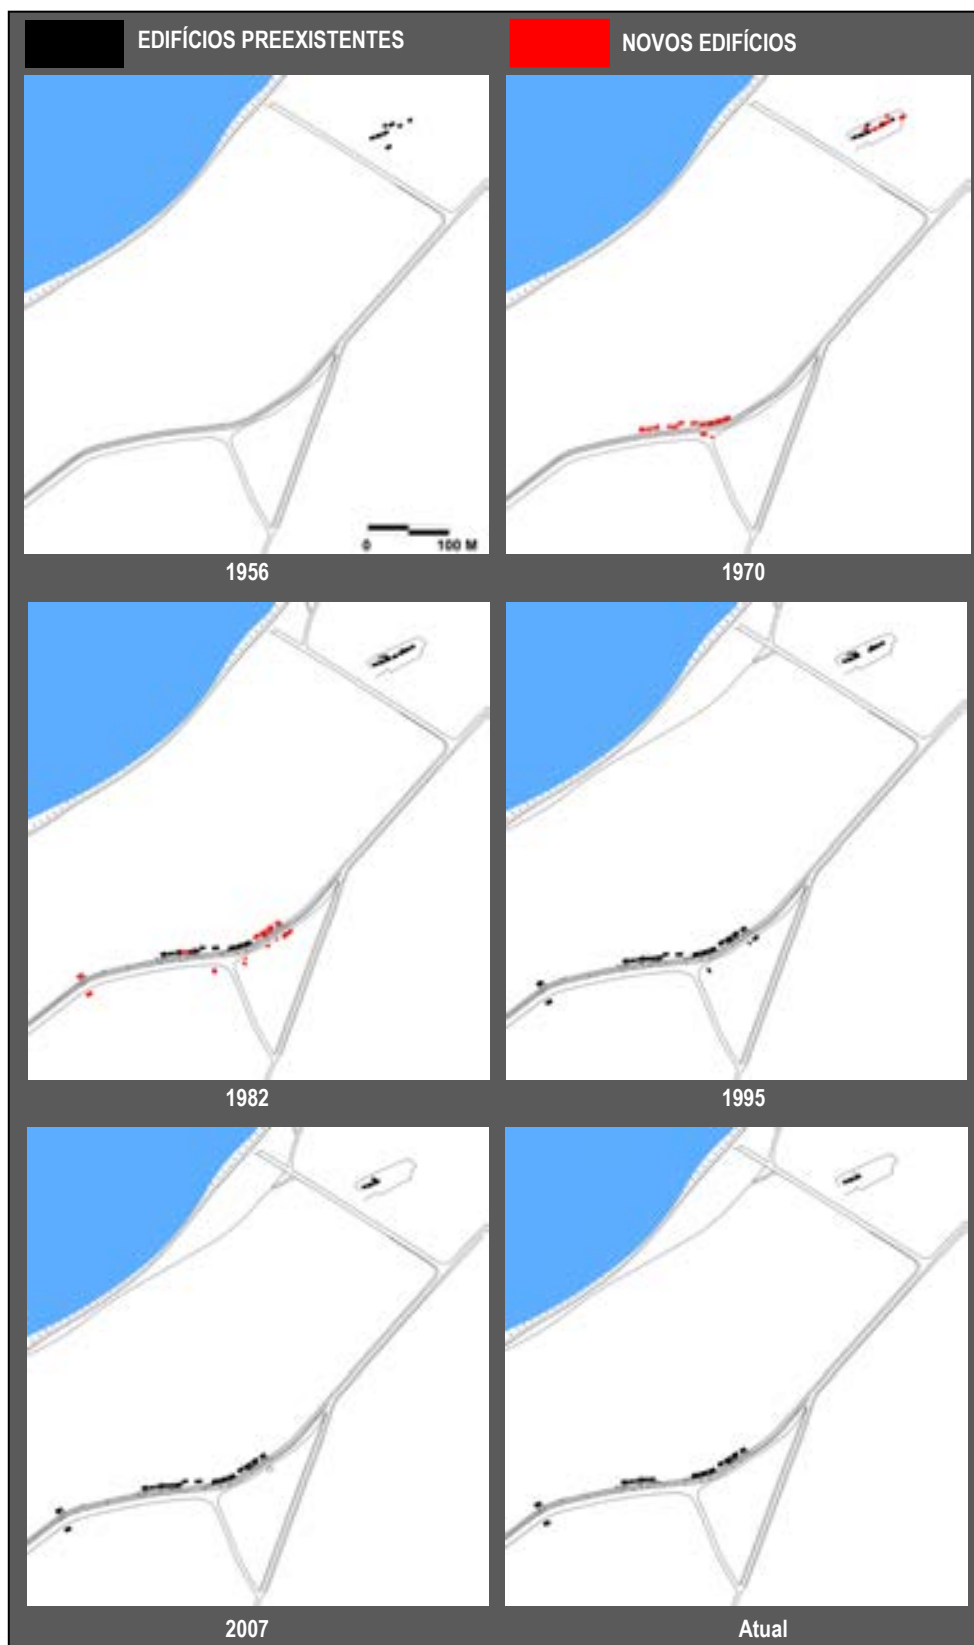 EDIFÍCIOS PREEXISTENTES
NOVOS EDIFÍCIOS
0 100 M
1956
1970
1982
1995
2007
Atual